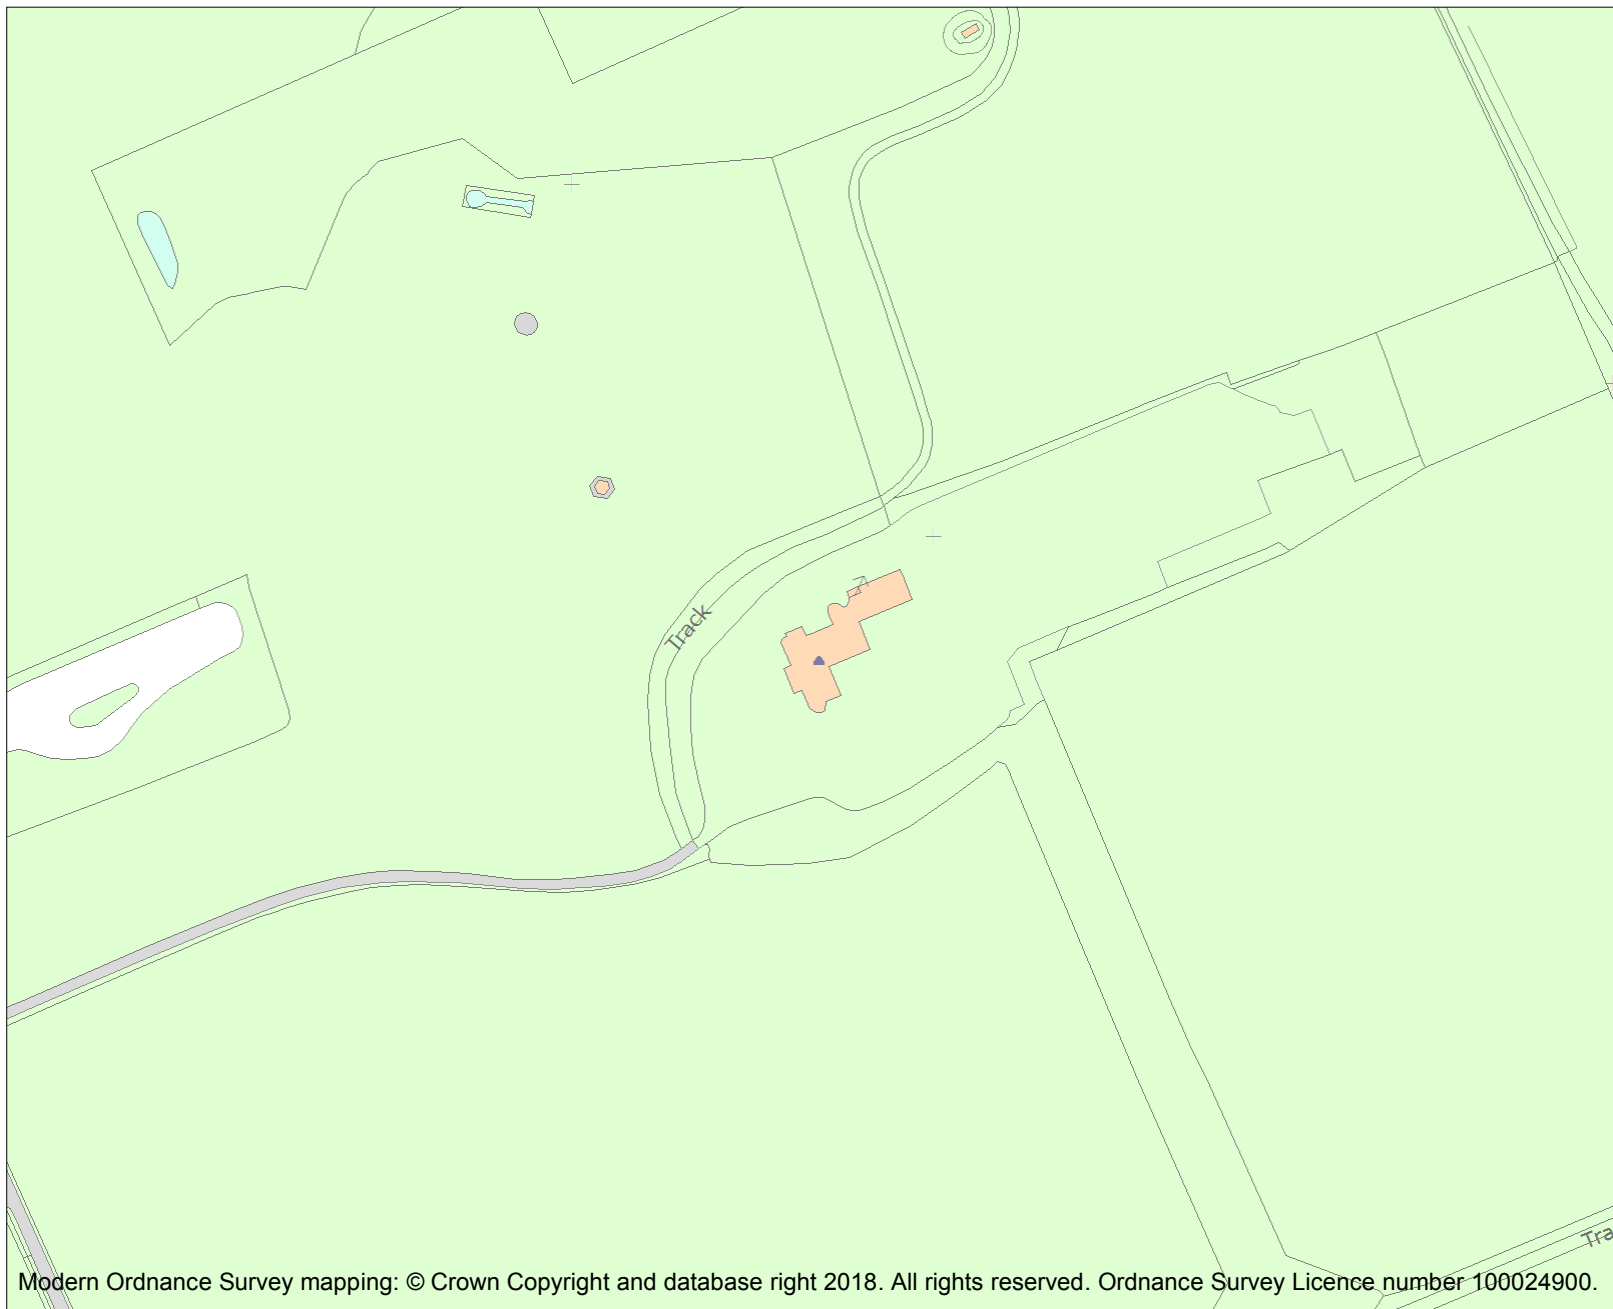 Track
Tra
Modern Ordnance Survey mapping: © Crown Copyright and database right 2018. All rights reserved. Ordnance Survey Licence number 100024900.